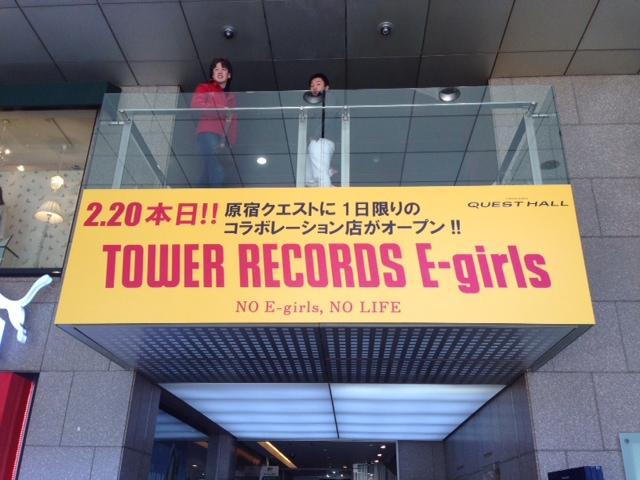 2.20 本日!! 原宿クエストに1日限りの
コラボレーション店がオープン!!
QUEST HALL
TOWER RECORDS E-girls
NO E-girls, NO LIFE